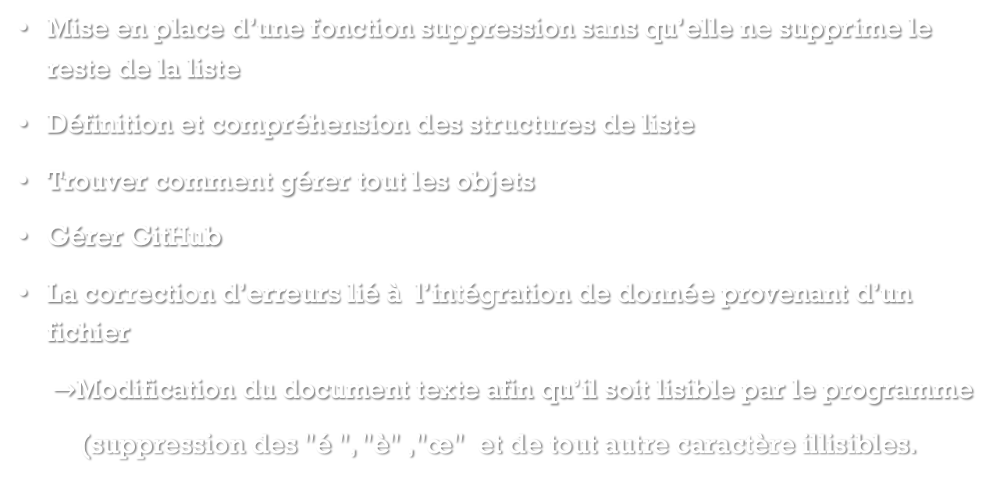 • Mise en place d’une fonction suppression sans qu’elle ne supprime le
reste de la liste
• Définition et compréhension des structures de liste
• Trouver comment gérer tout les objets
• Gérer GitHub
• La correction d’erreurs lié à  l’intégration de donnée provenant d’un
fichier
→Modification du document texte afin qu’il soit lisible par le programme
(suppression des "é ", "è" ,"œ"  et de tout autre caractère illisibles.